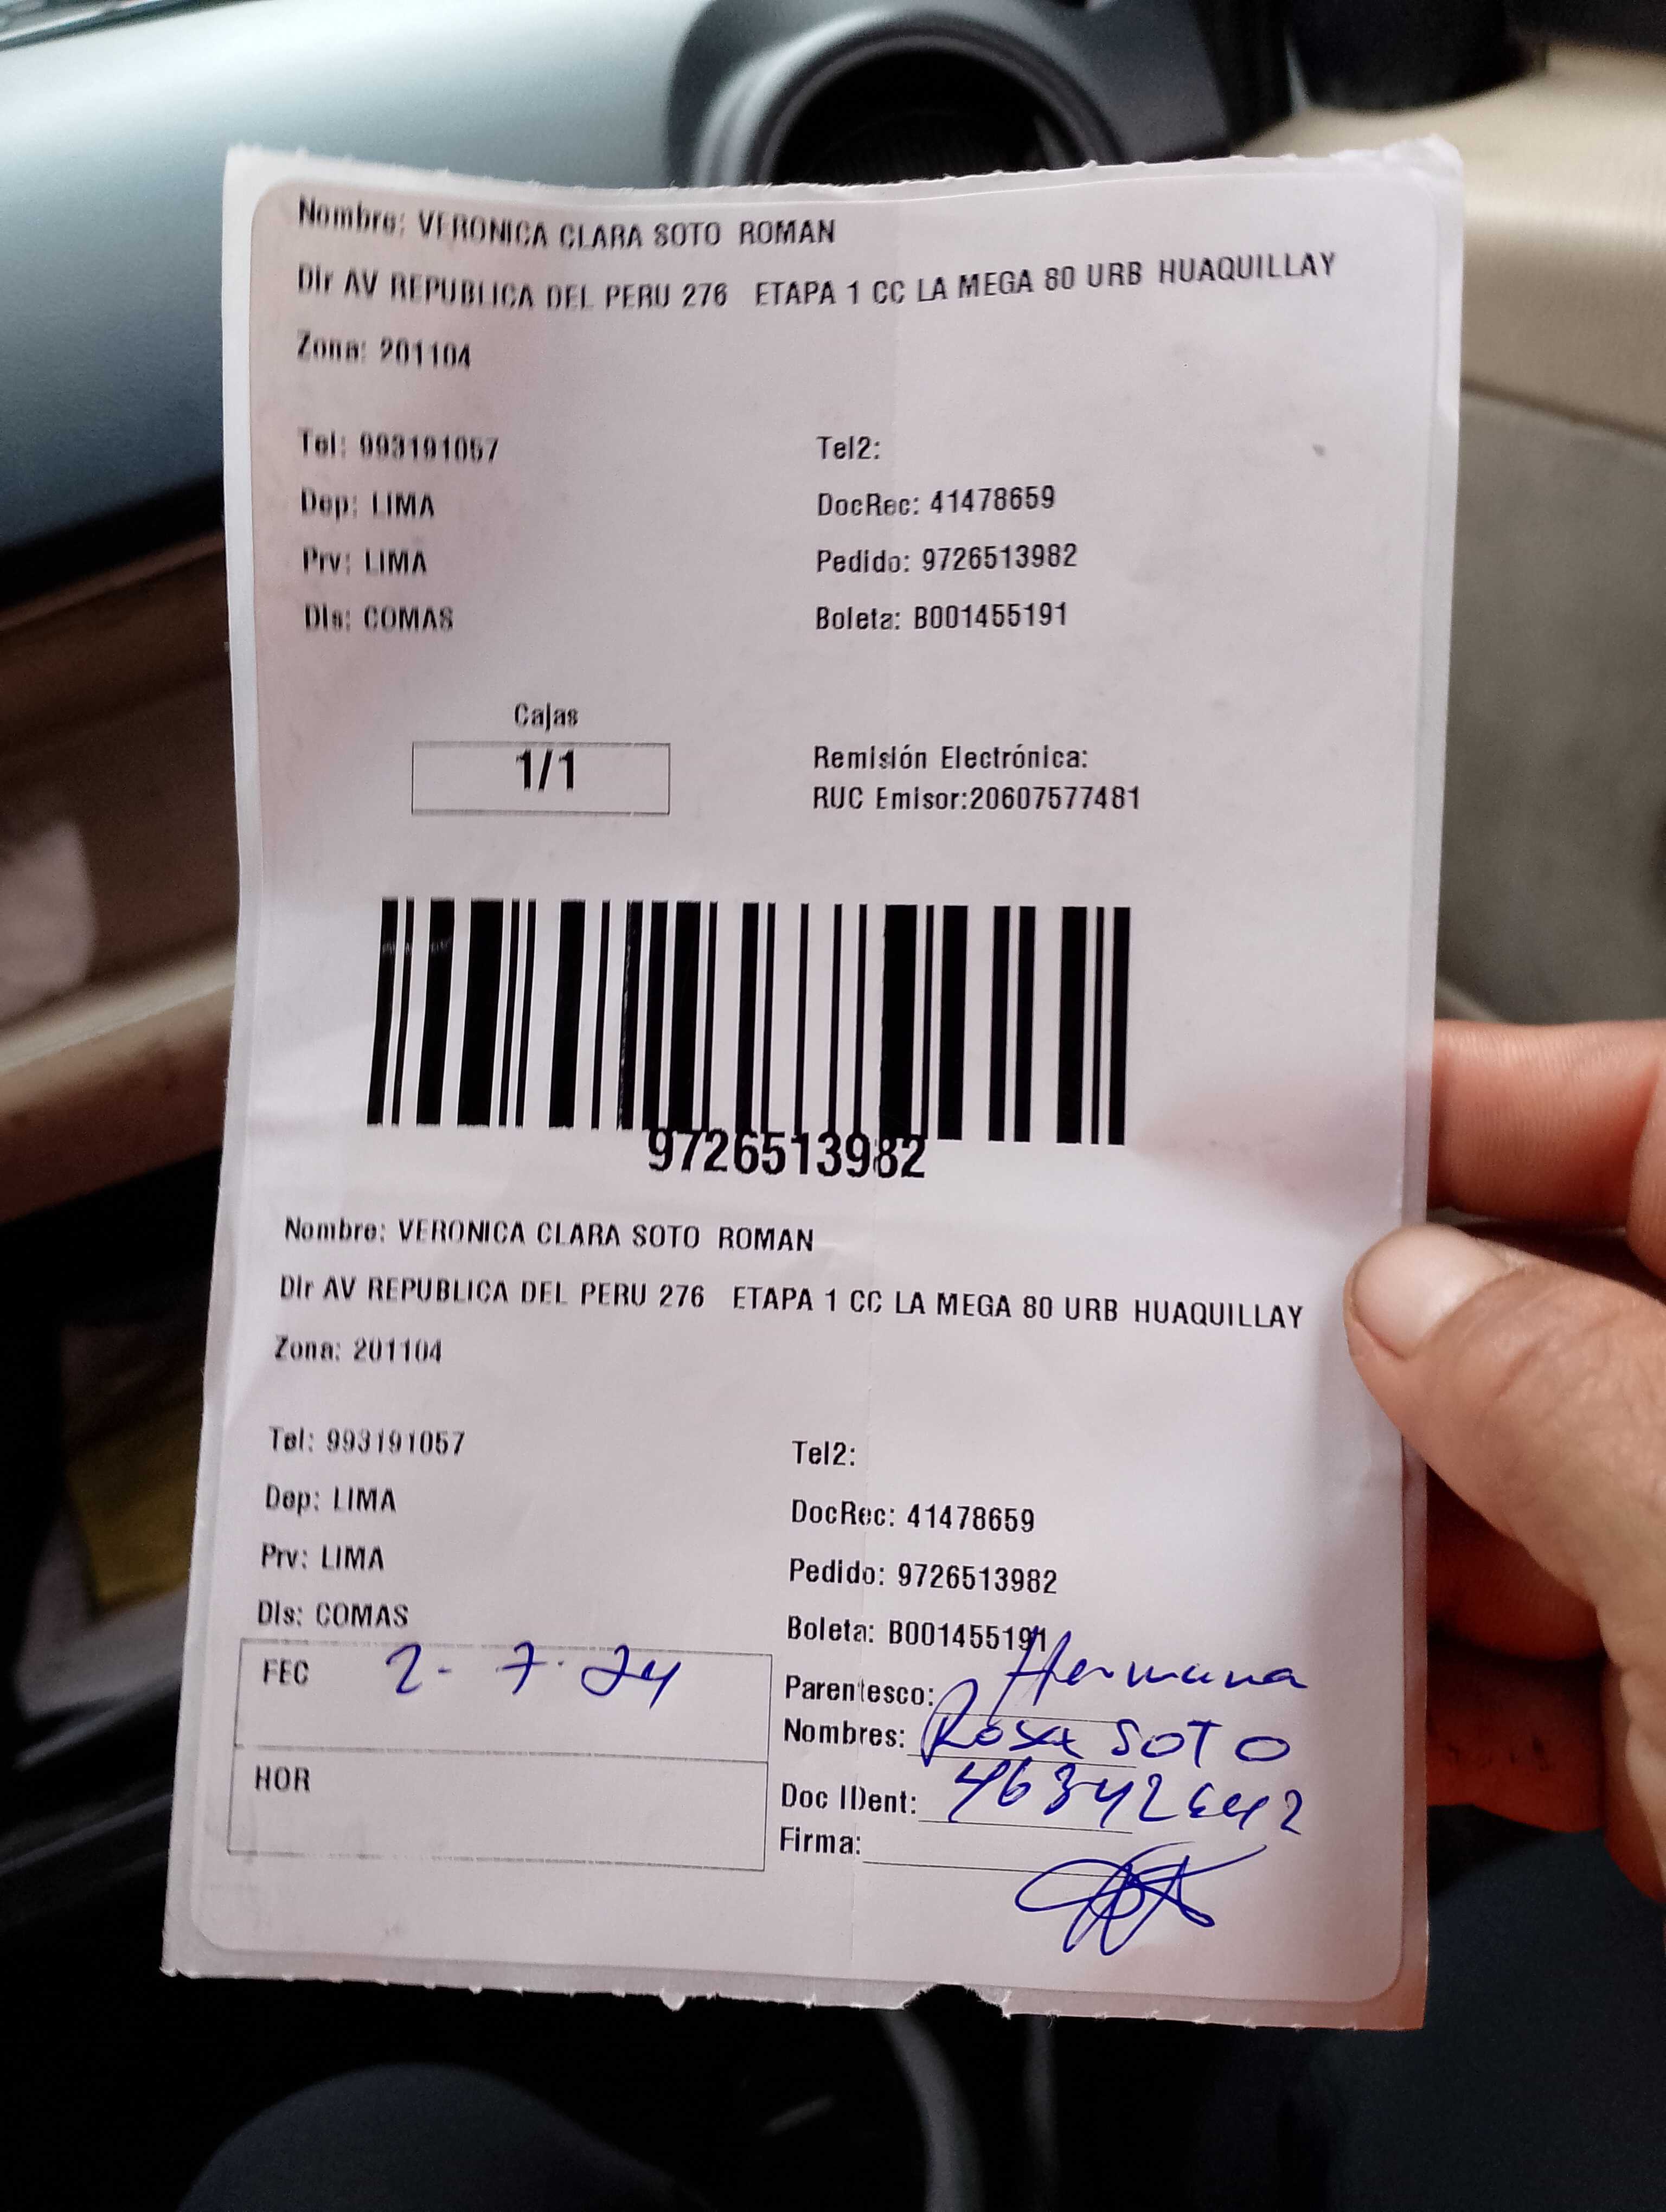 Nombre: VERONICA CLARA SOTO ROMAN
Dir AV REPUBLICA DEL PERU 276 ETAPA 1 CC LA MEGA 80 URB HUAQUILLAY
Zona: 201104
Tel: 993191057 Tel2:
Dep: LIMA DocRec: 41478659
Prv: LIMA Pedido: 9726513982
Dis: COMAS Boleta: B001455191
Cajas
1/1
Remisión Electrónica:
RUC Emisor:20607577481
9726513982
Nombre: VERONICA CLARA SOTO ROMAN
Dir AV REPUBLICA DEL PERU 276 ETAPA 1 CC LA MEGA 80 URB HUAQUILLAY
Zona: 201104
Tel: 993191057 Tel2:
Dep: LIMA DocRec: 41478659
Prv: LIMA Pedido: 9726513982
Dis: COMAS Boleta: B001455191
FEC 2-7-24 Parentesco: Hermana
Nombres: Rosa SOTO
HOR Doc IDent:
Firma: